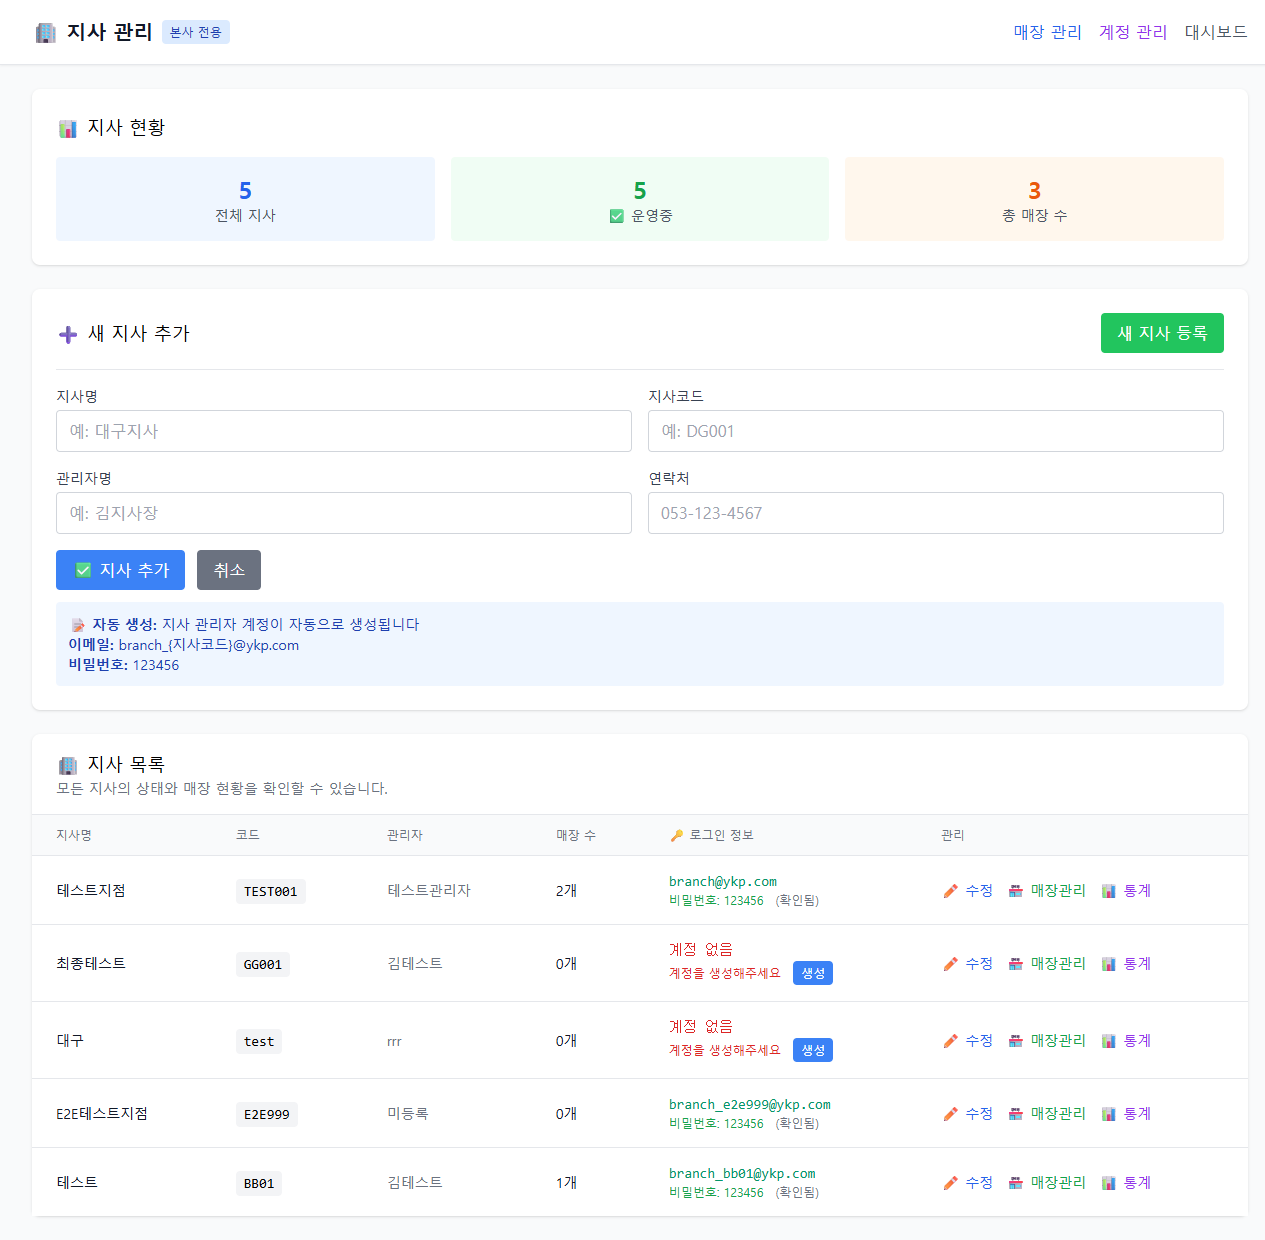 🏢 지사 관리 본사 전용 매장 관리 계정 관리 대시보드
📊 지사 현황
5 5 3
전체 지사 ✅ 운영중 총 매장 수
➕ 새 지사 추가 새 지사 등록
지사명 지사코드
예: 대구지사 예: DG001
관리자명 연락처
예: 김지사장 053-123-4567
✅ 지사 추가 취소
📝 자동 생성: 지사 관리자 계정이 자동으로 생성됩니다
이메일: branch_{지사코드}@ykp.com
비밀번호: 123456
🏢 지사 목록
모든 지사의 상태와 매장 현황을 확인할 수 있습니다.
지사명 코드 관리자 매장 수 🔑 로그인 정보 관리
테스트지점 TEST001 테스트관리자 2개 branch@ykp.com ✏️ 수정 🏪 매장관리 📊 통계
비밀번호: 123456 (확인됨)
최종테스트 GG001 김테스트 0개 계정 없음 ✏️ 수정 🏪 매장관리 📊 통계
계정을 생성해주세요 생성
대구 test rrr 0개 계정 없음 ✏️ 수정 🏪 매장관리 📊 통계
계정을 생성해주세요 생성
E2E테스트지점 E2E999 미등록 0개 branch_e2e999@ykp.com ✏️ 수정 🏪 매장관리 📊 통계
비밀번호: 123456 (확인됨)
테스트 BB01 김테스트 1개 branch_bb01@ykp.com ✏️ 수정 🏪 매장관리 📊 통계
비밀번호: 123456 (확인됨)